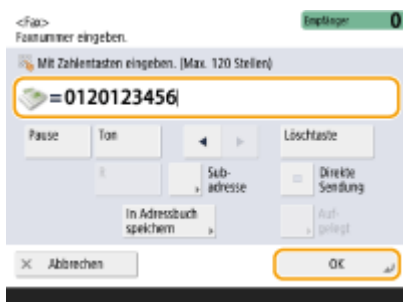 <Fax>
Empfänger 0
Faxnummer eingeben.
Mit Zahlentasten eingeben. (Max. 120 Stellen)
=0120123456
Pause Ton Löschtaste
R Sub-
adresse Direkte
Sendung
In Adressbuch
speichern Auf-
gelegt
Abbrechen OK